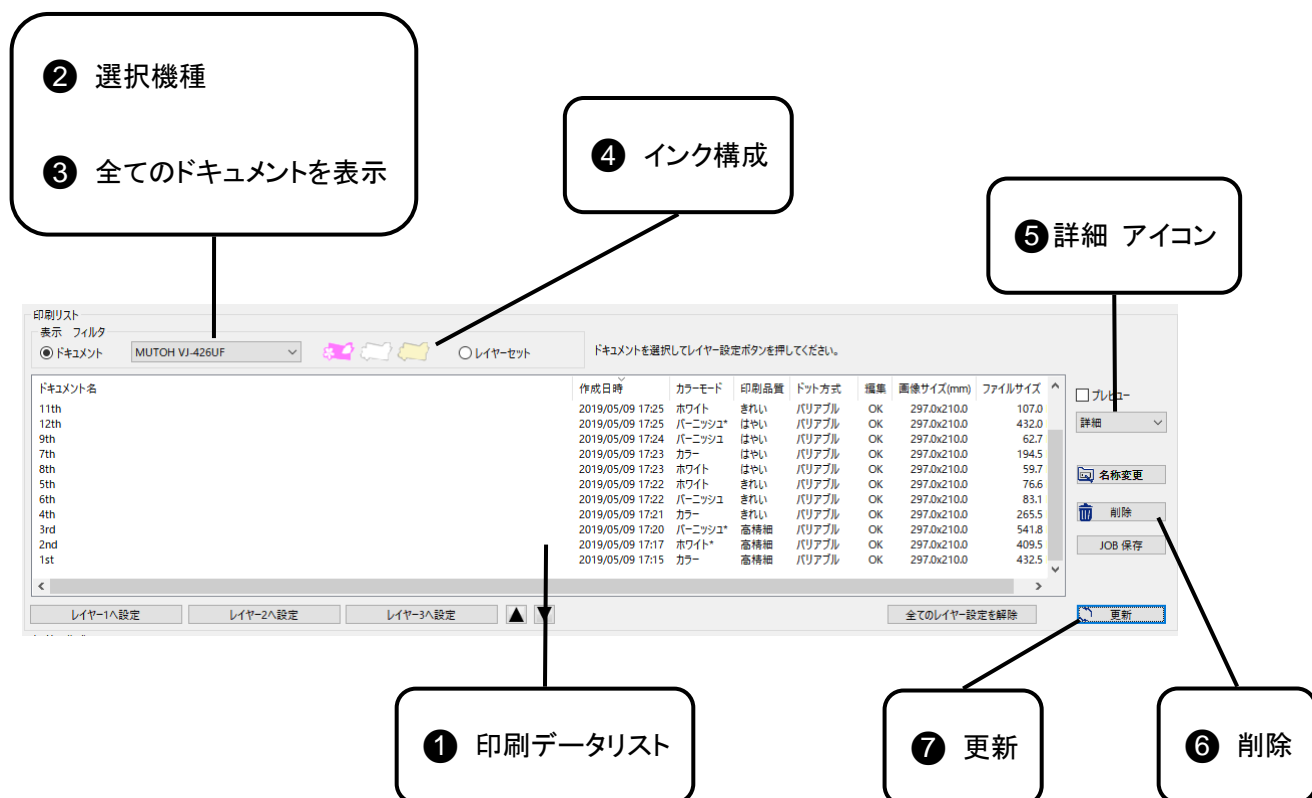 ❷ 選択機種
❸ 全てのドキュメントを表示
❹ インク構成
❺詳細 アイコン
印刷リスト
表示 フィルタ
ドキュメント MUTOH VJ-426UF レイヤーセット ドキュメントを選択してレイヤー設定ボタンを押してください。
ドキュメント名 作成日時 カラーモード 印刷品質 ドット方式 編集 画像サイズ(mm) ファイルサイズ
プレビュー
11th 2019/05/09 17:25 ホワイト きれい バリアブル OK 297.0x210.0 107.0
12th 2019/05/09 17:25 バーニッシュ* はやい バリアブル OK 297.0x210.0 432.0
詳細
9th 2019/05/09 17:24 バーニッシュ はやい バリアブル OK 297.0x210.0 62.7
7th 2019/05/09 17:23 カラー はやい バリアブル OK 297.0x210.0 194.5
8th 2019/05/09 17:23 ホワイト はやい バリアブル OK 297.0x210.0 59.7
5th 2019/05/09 17:22 ホワイト きれい バリアブル OK 297.0x210.0 76.6
名称変更
6th 2019/05/09 17:22 バーニッシュ きれい バリアブル OK 297.0x210.0 83.1
4th 2019/05/09 17:21 カラー きれい バリアブル OK 297.0x210.0 265.5
削除
3rd 2019/05/09 17:20 バーニッシュ* 高精細 バリアブル OK 297.0x210.0 541.8
2nd 2019/05/09 17:17 ホワイト* 高精細 バリアブル OK 297.0x210.0 409.5
JOB 保存
1st 2019/05/09 17:15 カラー 高精細 バリアブル OK 297.0x210.0 432.5
レイヤー1へ設定 レイヤー2へ設定 レイヤー3へ設定 ▲ ▼ 全てのレイヤー設定を解除 更新
❶ 印刷データリスト
❼ 更新
❻ 削除